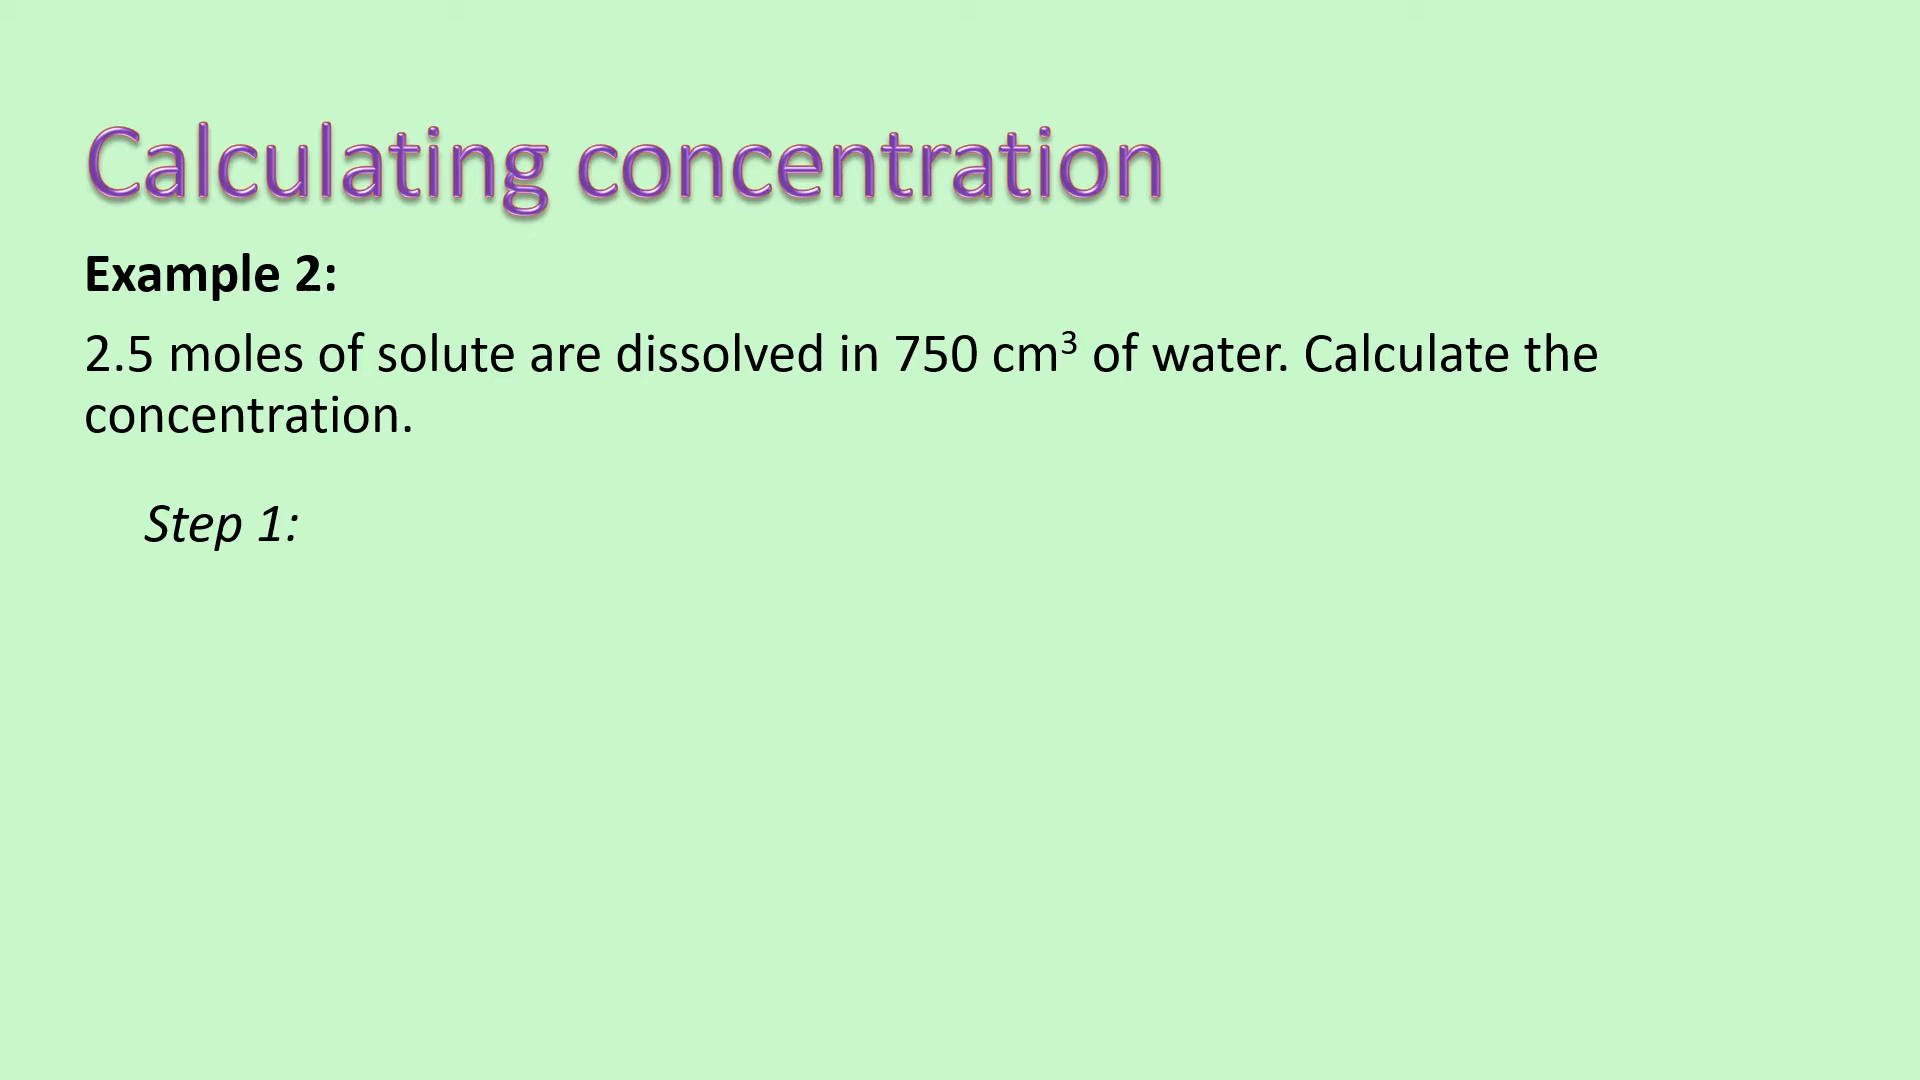 Calculating concentration
Example 2:
2.5 moles of solute are dissolved in 750 cm³ of water. Calculate the
concentration.
Step 1: